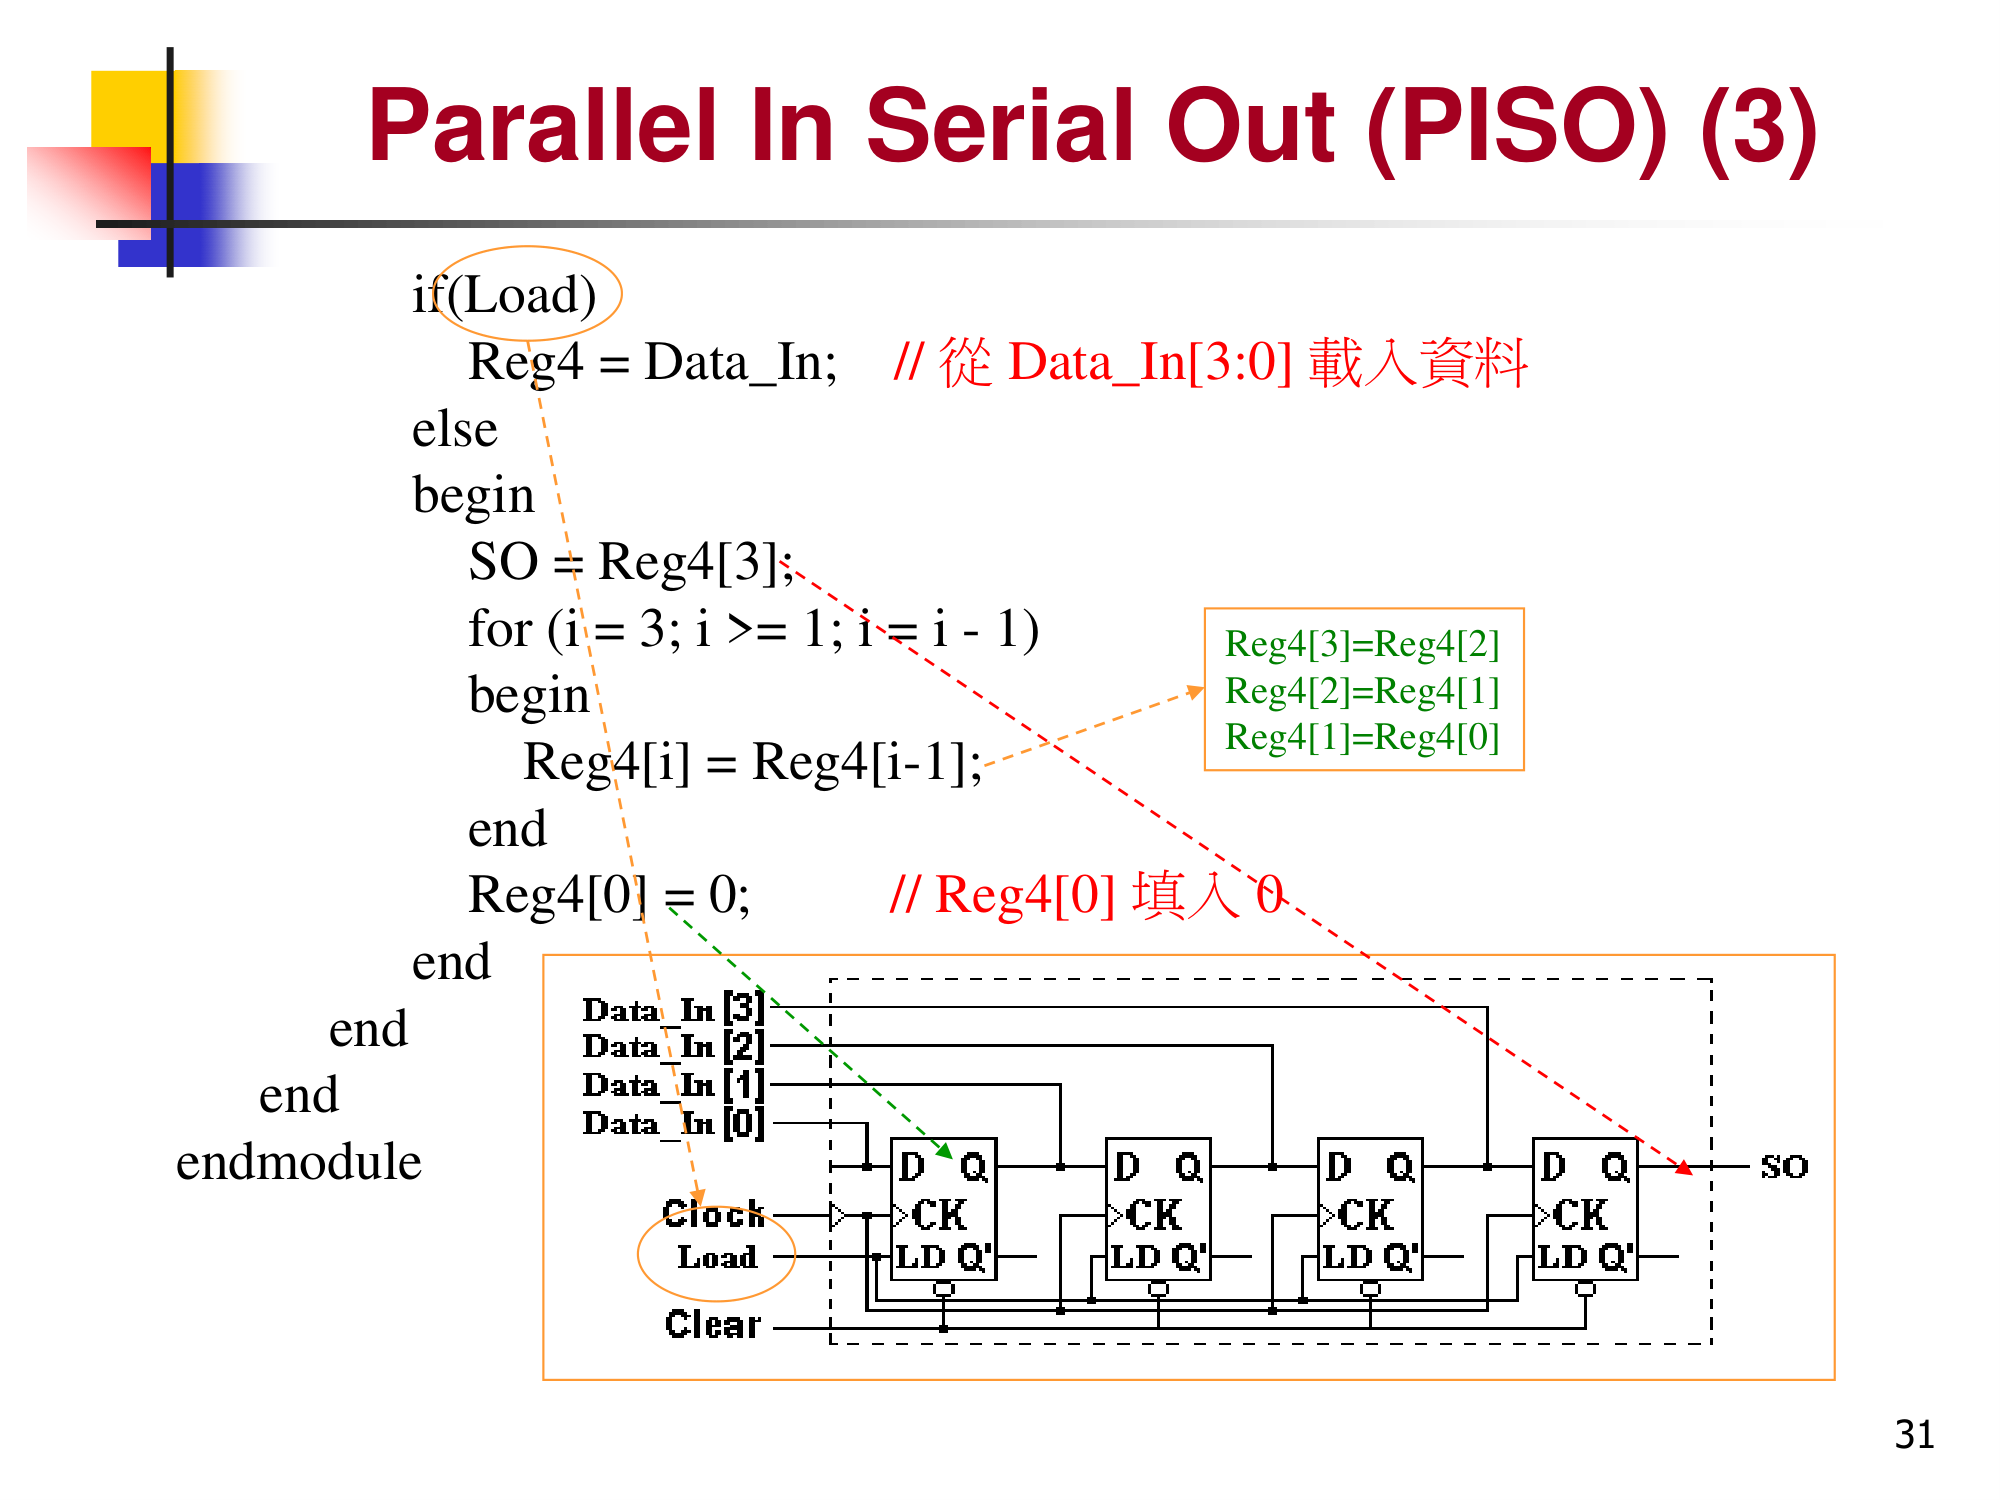 Parallel In Serial Out (PISO) (3)
if(Load)
Reg4 = Data_In; // 從 Data_In[3:0] 載入資料
else
begin
SO = Reg4[3];
for (i = 3; i >= 1; i = i - 1)
begin
Reg4[i] = Reg4[i-1];
end
Reg4[0] = 0; // Reg4[0] 填入 0
end
end
end
endmodule
Reg4[3]=Reg4[2]
Reg4[2]=Reg4[1]
Reg4[1]=Reg4[0]
Data_In [3]
Data_In [2]
Data_In [1]
Data_In [0]
D Q D Q D Q D Q SO
Clock CK CK CK CK
Load LD Q' LD Q' LD Q' LD Q'
Clear
31